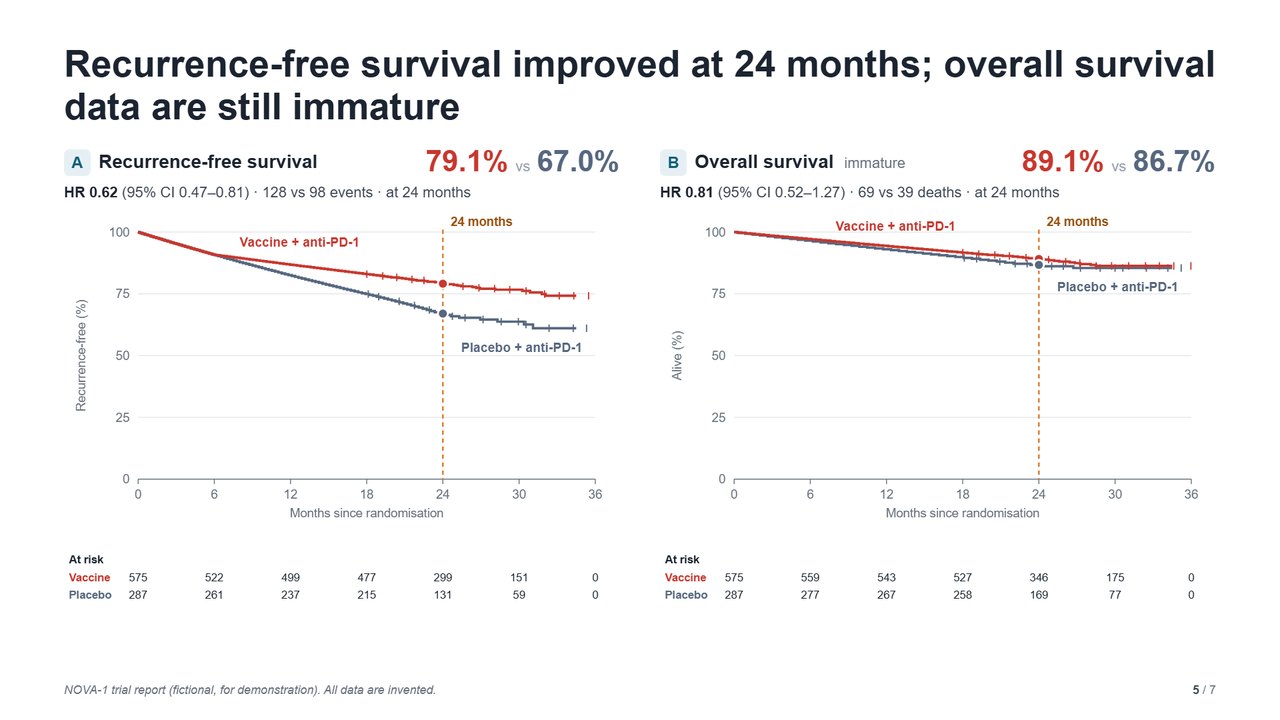 Recurrence-free survival improved at 24 months; overall survival
data are still immature
A Recurrence-free survival 79.1% vs 67.0%
HR 0.62 (95% CI 0.47–0.81) · 128 vs 98 events · at 24 months
24 months
Vaccine + anti-PD-1
Placebo + anti-PD-1
Recurrence-free (%)
100
75
50
25
0
0 6 12 18 24 30 36
Months since randomisation
At risk
Vaccine 575 522 499 477 299 151 0
Placebo 287 261 237 215 131 59 0
B Overall survival immature 89.1% vs 86.7%
HR 0.81 (95% CI 0.52–1.27) · 69 vs 39 deaths · at 24 months
24 months
Vaccine + anti-PD-1
Placebo + anti-PD-1
Alive (%)
100
75
50
25
0
0 6 12 18 24 30 36
Months since randomisation
At risk
Vaccine 575 559 543 527 346 175 0
Placebo 287 277 267 258 169 77 0
NOVA-1 trial report (fictional, for demonstration). All data are invented.
5 / 7